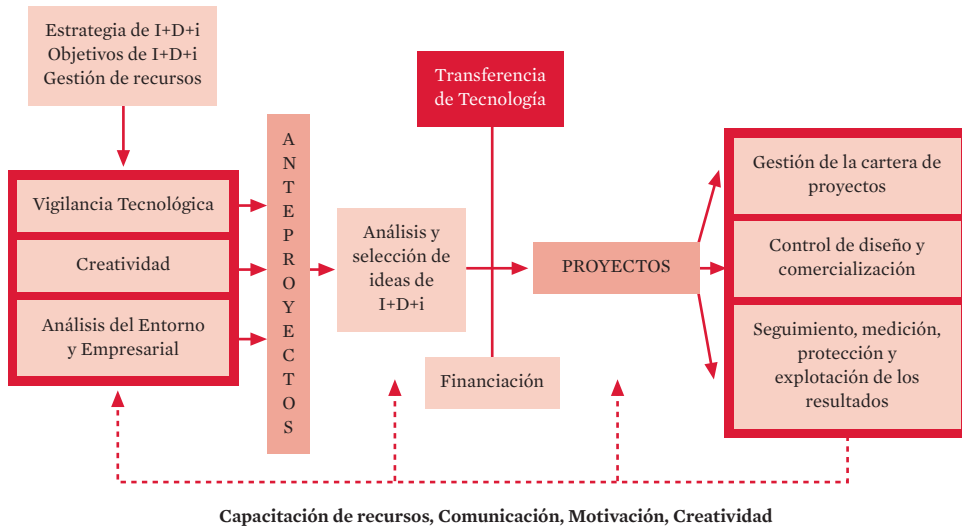 Estrategia de I+D+i
Objetivos de I+D+i
Gestión de recursos
Vigilancia Tecnológica
Creatividad
Análisis del Entorno
y Empresarial
ANTEPROYECTOS
Análisis y
selección de
ideas de
I+D+i
Transferencia
de Tecnología
Financiación
PROYECTOS
Gestión de la cartera de
proyectos
Control de diseño y
comercialización
Seguimiento, medición,
protección y
explotación de los
resultados
Capacitación de recursos, Comunicación, Motivación, Creatividad